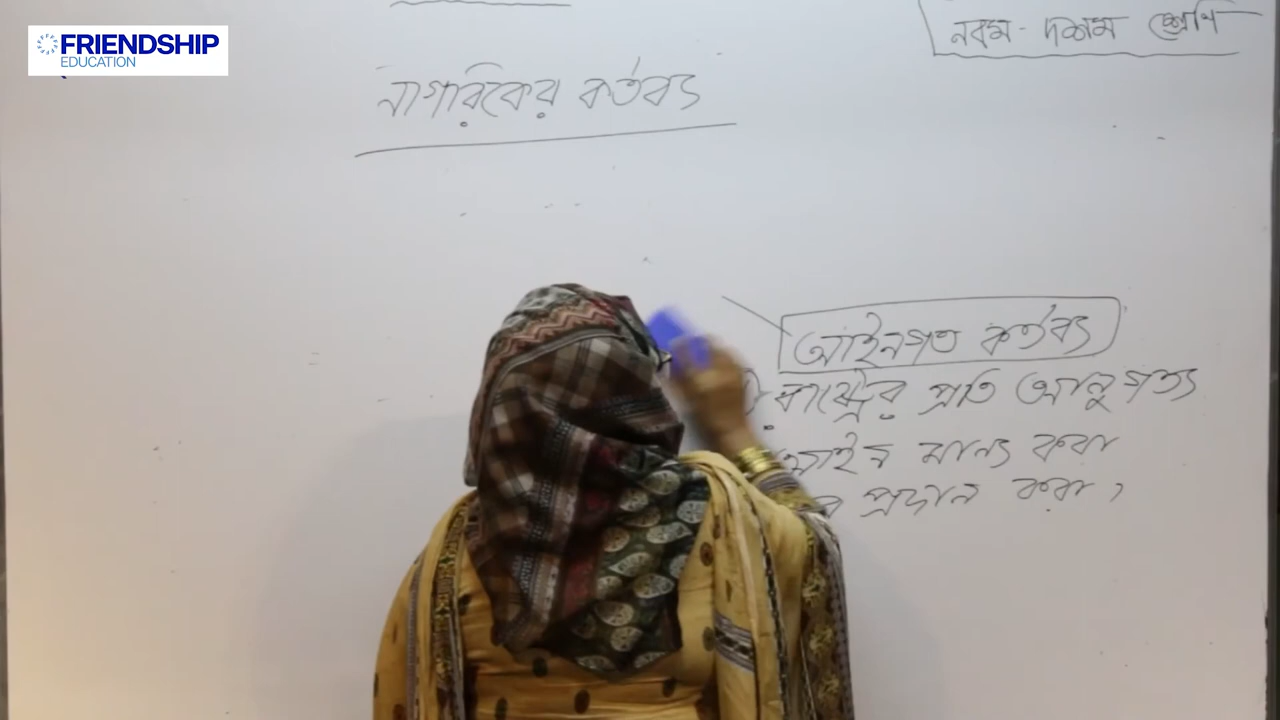 FRIENDSHIP
EDUCATION
নবম - দশম শ্রেণি
নাগরিকের কর্তব্য
আইনগত কর্তব্য
রাষ্ট্রের প্রতি আনুগত্য
আইন মান্য করা
প্রদান করা,